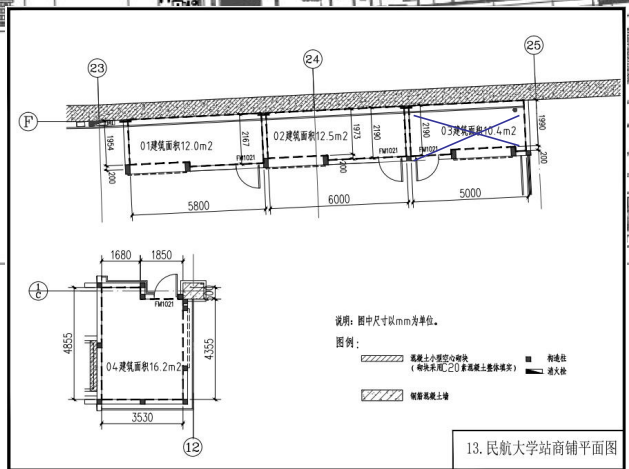 23
24
25
F
01建筑面积12.0m2
02建筑面积12.5m2
03建筑面积10.4m2
1954
200
2167
FM1021
1973
200
2190
FM1021
2190
FM1021
1990
200
5800
6000
5000
1680
1850
1/C
FM1021
4855
04建筑面积16.2m2
4355
3530
12
说明：图中尺寸以mm为单位。
图例：
混凝土小型空心砌块
(砌块采用C20素混凝土整体填实)
构造柱
消火栓
钢筋混凝土墙
13.民航大学站商铺平面图